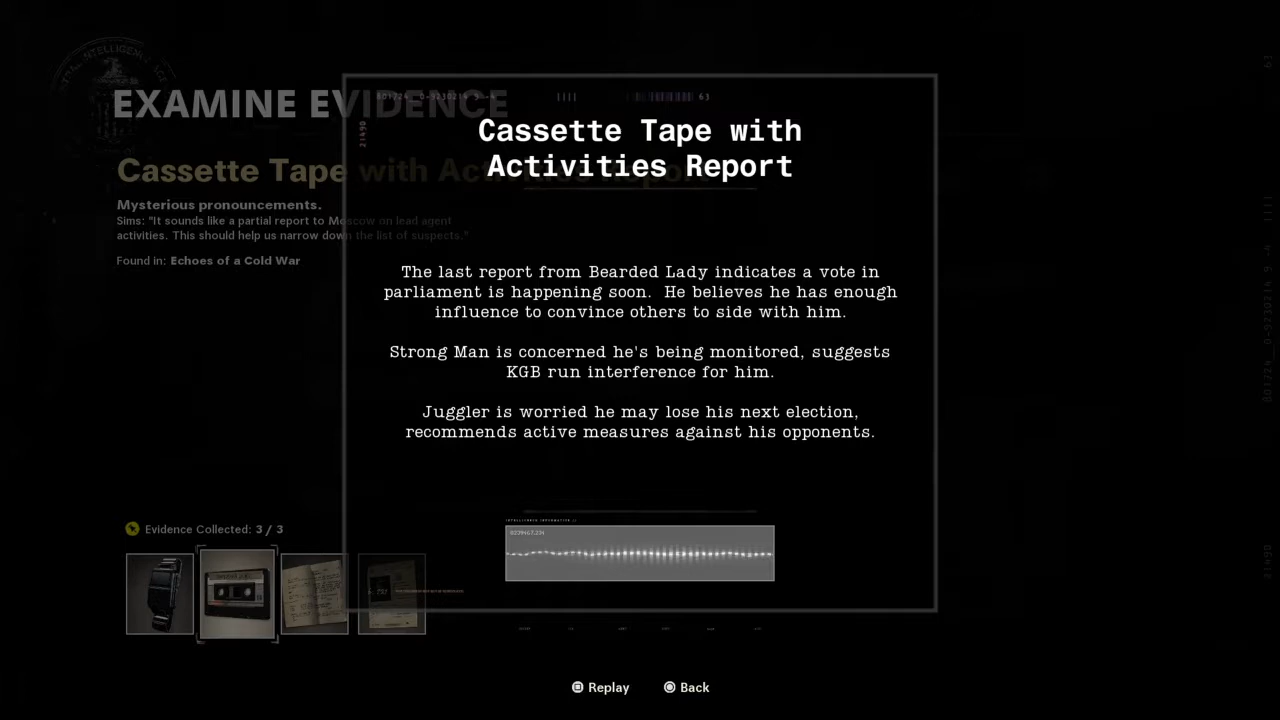 EXAMINE EVIDENCE
Cassette Tape with
Mysterious pronouncements.
Sims: "It sounds like a partial report to Moscow on lead agent
activities. This should help us narrow down the list of suspects."
Found in: Echoes of a Cold War
63
21490
Cassette Tape with
Activities Report
The last report from Bearded Lady indicates a vote in
parliament is happening soon. He believes he has enough
influence to convince others to side with him.
Strong Man is concerned he's being monitored, suggests
KGB run interference for him.
Juggler is worried he may lose his next election,
recommends active measures against his opponents.
Evidence Collected: 3 / 3
Replay
Back